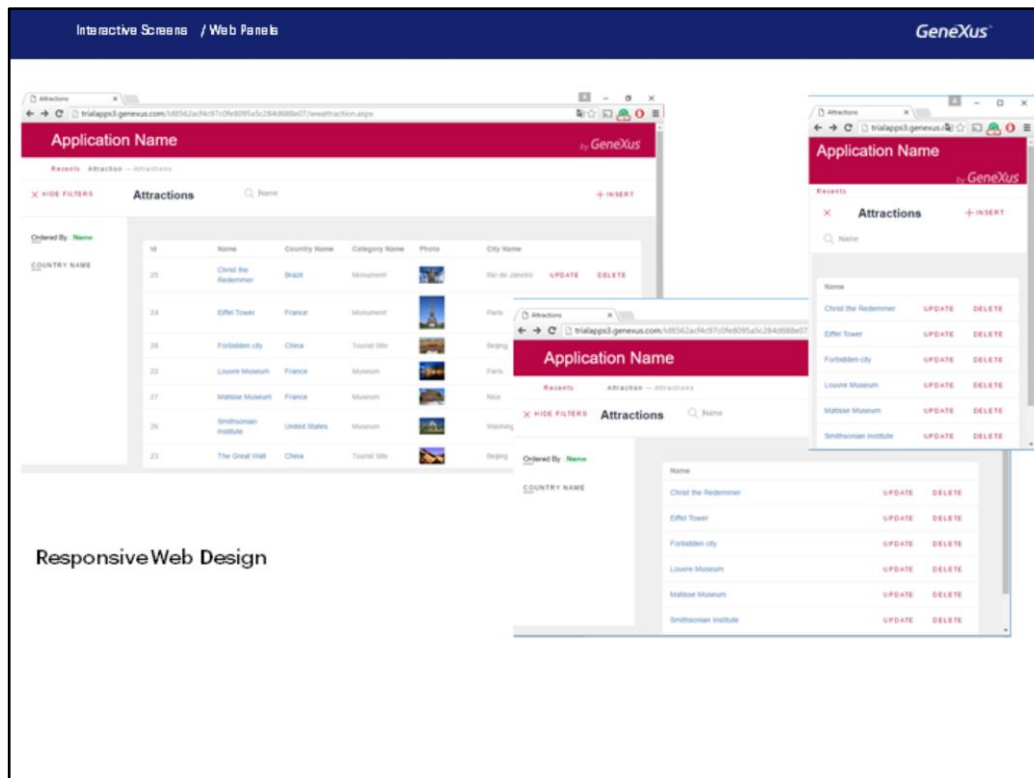 Interactive Screens / Web Panels
GeneXus
Attractions
trialapps3.genexus.com/
Application Name
by GeneXus
Recents Attraction — Attractions
HIDE FILTERS
Attractions
Name
INSERT
Ordered By : Name
COUNTRY NAME
Id Name Country Name Category Name Photo City Name
25 Christ the Redemmer Brazil Monument Rio de Janeiro UPDATE DELETE
24 Eiffel Tower France Monument Paris
28 Forbidden city China Tourist Site Beijing
22 Louvre Museum France Museum Paris
27 Matisse Museum France Museum Nice
26 Smithsonian Institute United States Museum
23 The Great Wall China Tourist Site Beijing
Attractions
trialapps3.genexus.
Application Name
by GeneXus
Recents
Attractions
INSERT
Name
Name
Christ the Redemmer UPDATE DELETE
Eiffel Tower UPDATE DELETE
Forbidden city UPDATE DELETE
Louvre Museum UPDATE DELETE
Matisse Museum UPDATE DELETE
Smithsonian Institute UPDATE DELETE
Attractions
trialapps3.genexus.com/
Application Name
Recents Attraction — Attractions
HIDE FILTERS
Attractions
Name
Ordered By : Name
COUNTRY NAME
Name
Christ the Redemmer UPDATE DELETE
Eiffel Tower UPDATE DELETE
Forbidden city UPDATE DELETE
Louvre Museum UPDATE DELETE
Matisse Museum UPDATE DELETE
Smithsonian Institute UPDATE DELETE
Responsive Web Design